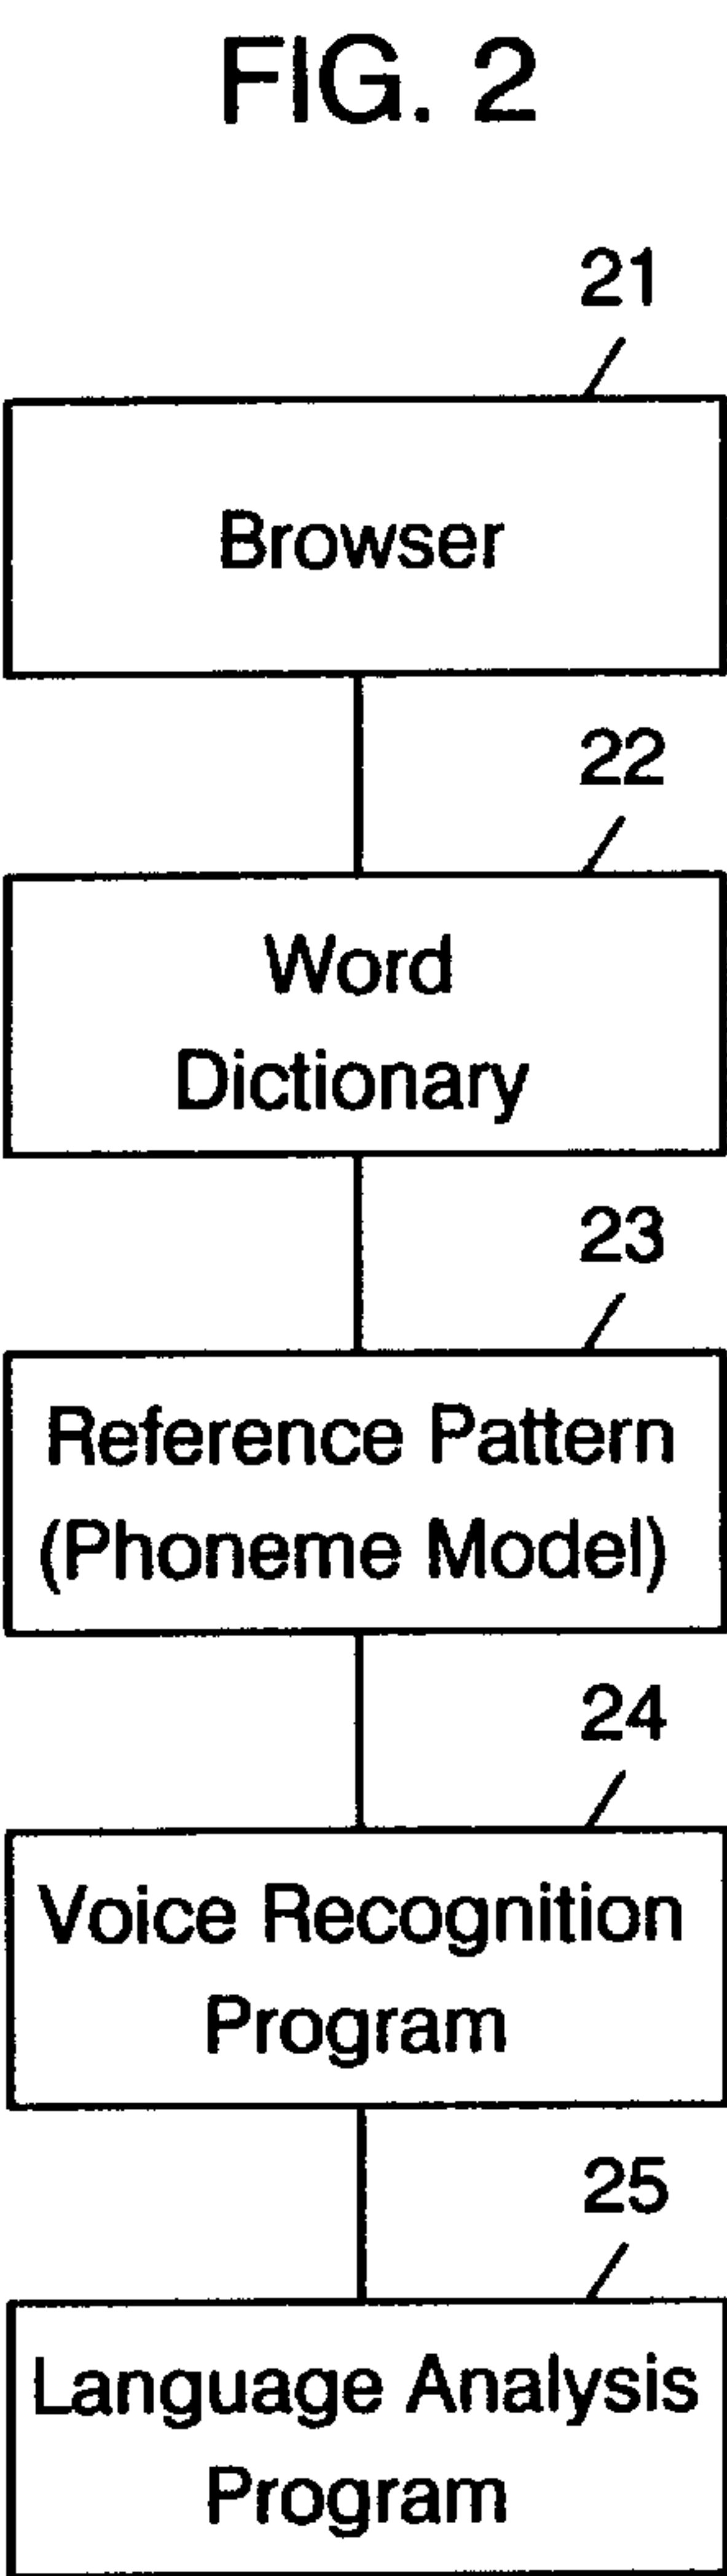 FIG. 2
21
Browser
22
Word
Dictionary
23
Reference Pattern
(Phoneme Model)
24
Voice Recognition
Program
25
Language Analysis
Program